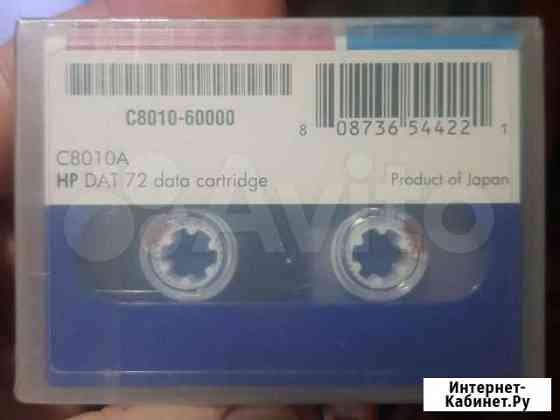 C8010-60000
8 08736 54422 1
C8010A
HP DAT 72 data cartridge
Product of Japan
Avito
Интернет-
Кабинет.Ру